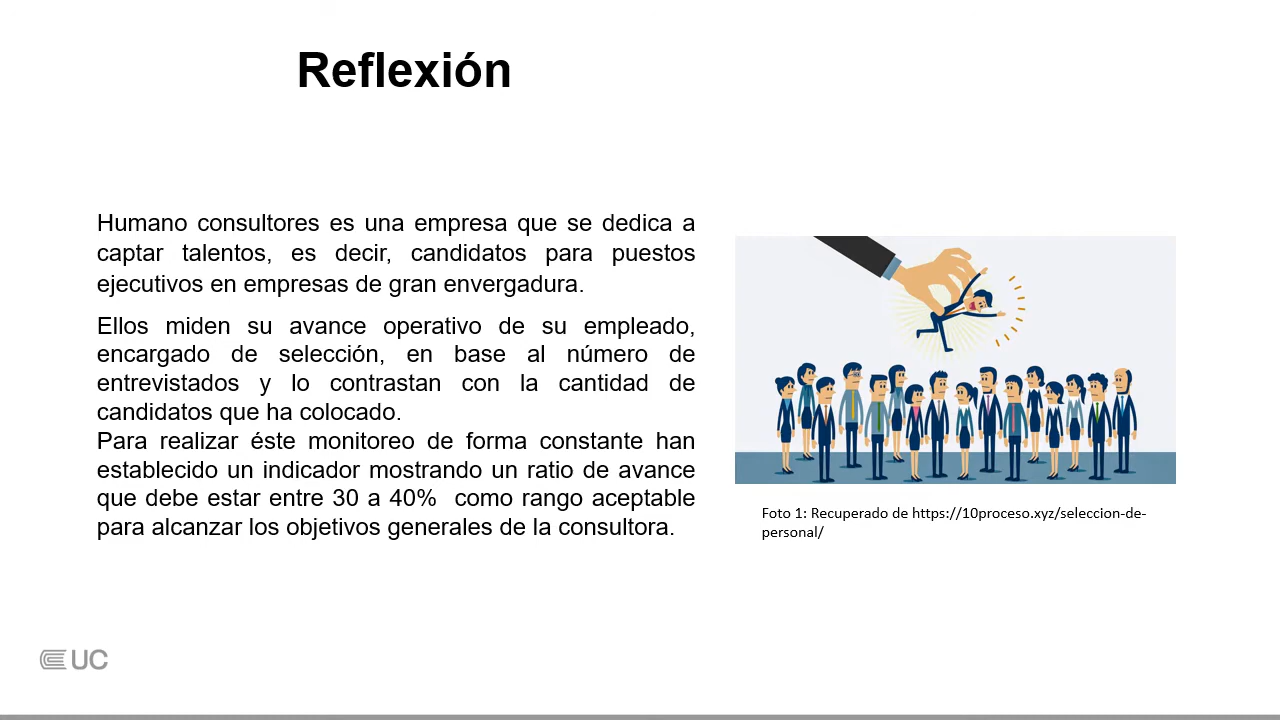 Reflexión
Humano consultores es una empresa que se dedica a
captar talentos, es decir, candidatos para puestos
ejecutivos en empresas de gran envergadura.
Ellos miden su avance operativo de su empleado,
encargado de selección, en base al número de
entrevistados y lo contrastan con la cantidad de
candidatos que ha colocado.
Para realizar éste monitoreo de forma constante han
establecido un indicador mostrando un ratio de avance
que debe estar entre 30 a 40%  como rango aceptable
para alcanzar los objetivos generales de la consultora.
Foto 1: Recuperado de https://10proceso.xyz/seleccion-de-
personal/
UC